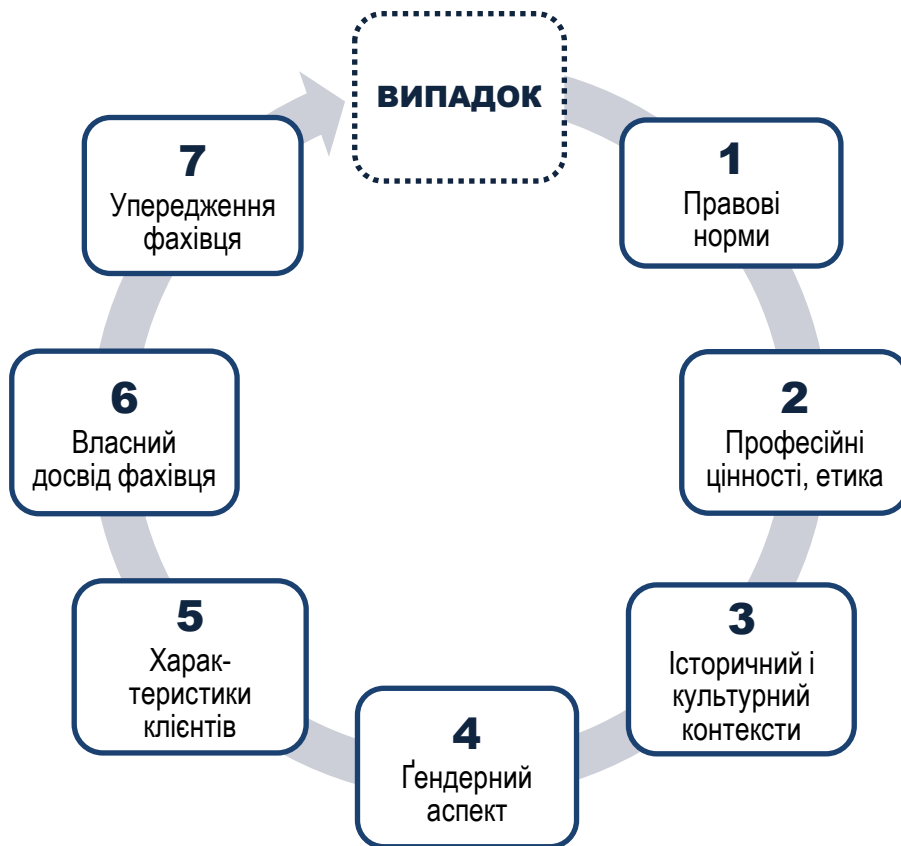 ВИПАДОК
1
Правові
норми
2
Професійні
цінності, етика
3
Історичний і
культурний
контексти
4
Ґендерний
аспект
5
Харак-
теристики
клієнтів
6
Власний
досвід фахівця
7
Упередження
фахівця